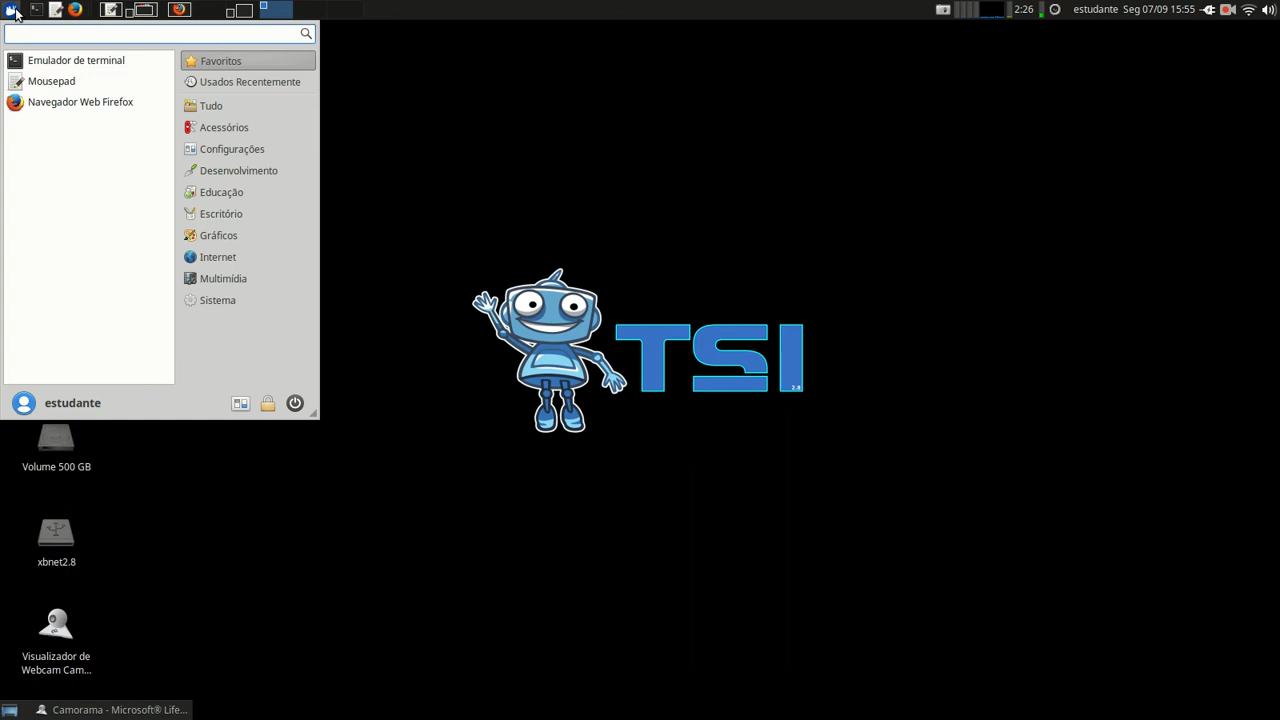 2:26 estudante Seg 07/09 15:55
Emulador de terminal
Mousepad
Navegador Web Firefox
Favoritos
Usados Recentemente
Tudo
Acessórios
Configurações
Desenvolvimento
Educação
Escritório
Gráficos
Internet
Multimídia
Sistema
estudante
TSI
2.8
Volume 500 GB
xbnet2.8
Visualizador de
Webcam Cam...
Camorama - Microsoft® Life...